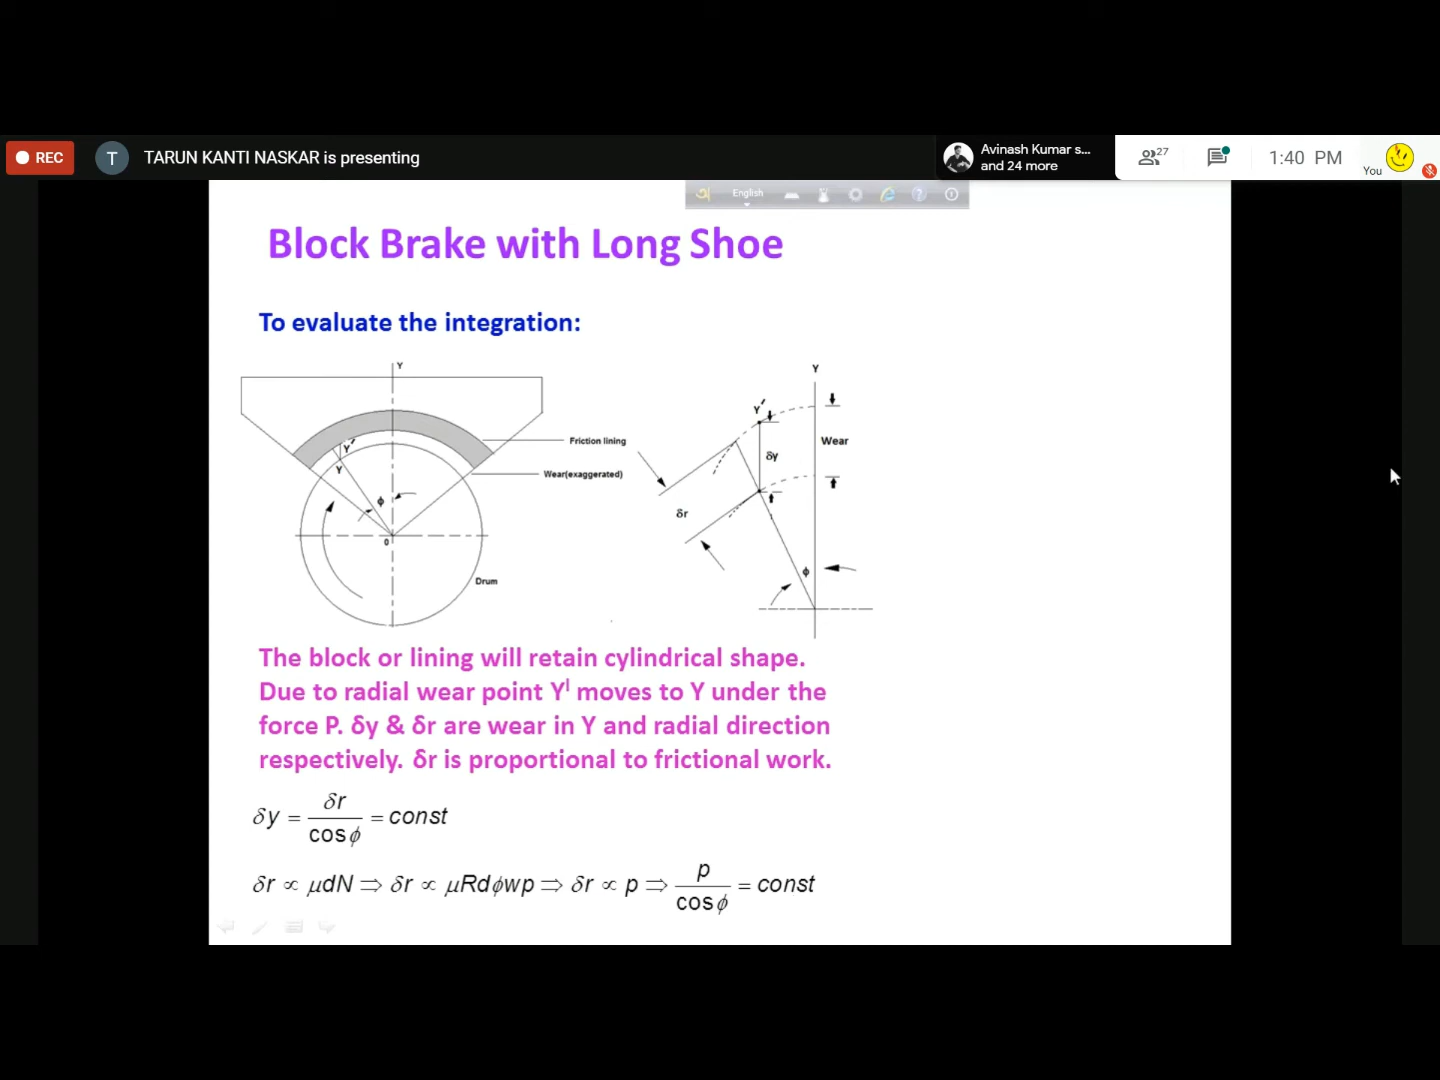 REC
T
TARUN KANTI NASKAR is presenting
Avinash Kumar s...
and 24 more
27
1:40 PM
You
English
Block Brake with Long Shoe
To evaluate the integration:
Y
Y
Y′
Friction lining
Wear
Y′
δy
Wear(exaggerated)
Y
δr
ϕ
0
ϕ
Drum
The block or lining will retain cylindrical shape.
Due to radial wear point Yˡ moves to Y under the
force P. δy & δr are wear in Y and radial direction
respectively. δr is proportional to frictional work.
δy = δr / cos ϕ = const
δr ∝ μdN ⇒ δr ∝ μRdϕwp ⇒ δr ∝ p ⇒ p / cos ϕ = const